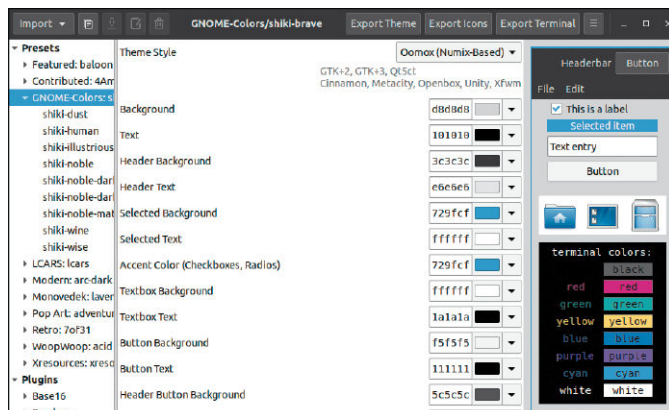 Import
GNOME-Colors/shiki-brave
Export Theme
Export Icons
Export Terminal
Presets
Featured: baloon
Contributed: 4Am
GNOME-Colors: s
shiki-dust
shiki-human
shiki-illustrious
shiki-noble
shiki-noble-dar
shiki-noble-dar
shiki-noble-mat
shiki-wine
shiki-wise
LCARS: lcars
Modern: arc-dark
Monovedek: laver
Pop Art: adventur
Retro: 7of31
WoopWoop: acid
Xresources: xreso
Plugins
Base16
Theme Style
Oomox (Numix-Based)
GTK+2, GTK+3, Qt5ct
Cinnamon, Metacity, Openbox, Unity, Xfwm
Background d8d8d8
Text 101010
Header Background 3c3c3c
Header Text e6e6e6
Selected Background 729fcf
Selected Text ffffff
Accent Color (Checkboxes, Radios) 729fcf
Textbox Background ffffff
Textbox Text 1a1a1a
Button Background f5f5f5
Button Text 111111
Header Button Background 5c5c5c
Headerbar Button
File Edit
This is a label
Selected item
Text entry
Button
terminal colors:
black
red red
green green
yellow yellow
blue blue
purple purple
cyan cyan
white white